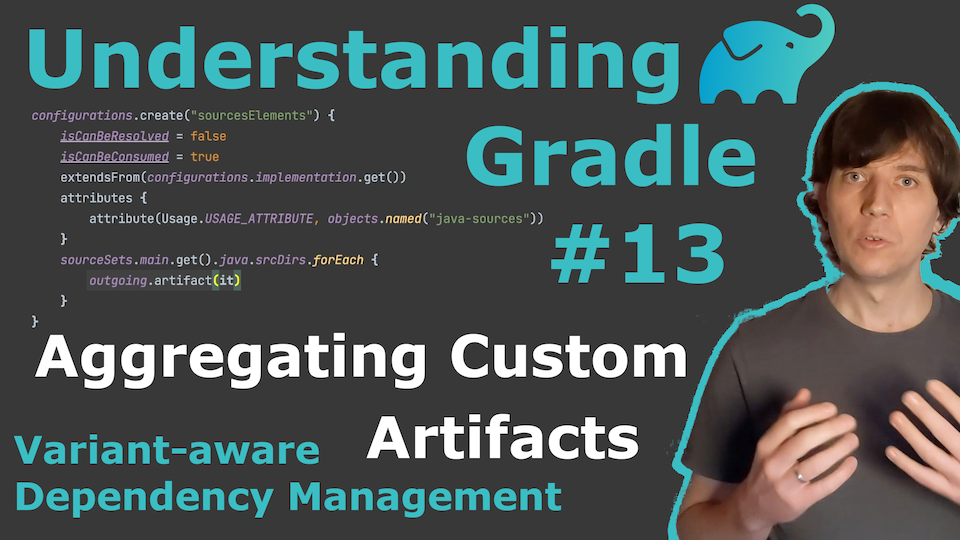 Understanding
Gradle
#13
configurations.create("sourcesElements") {
isCanBeResolved = false
isCanBeConsumed = true
extendsFrom(configurations.implementation.get())
attributes {
attribute(Usage.USAGE_ATTRIBUTE, objects.named("java-sources"))
}
sourceSets.main.get().java.srcDirs.forEach {
outgoing.artifact(it)
}
}
Aggregating Custom
Artifacts
Variant-aware
Dependency Management